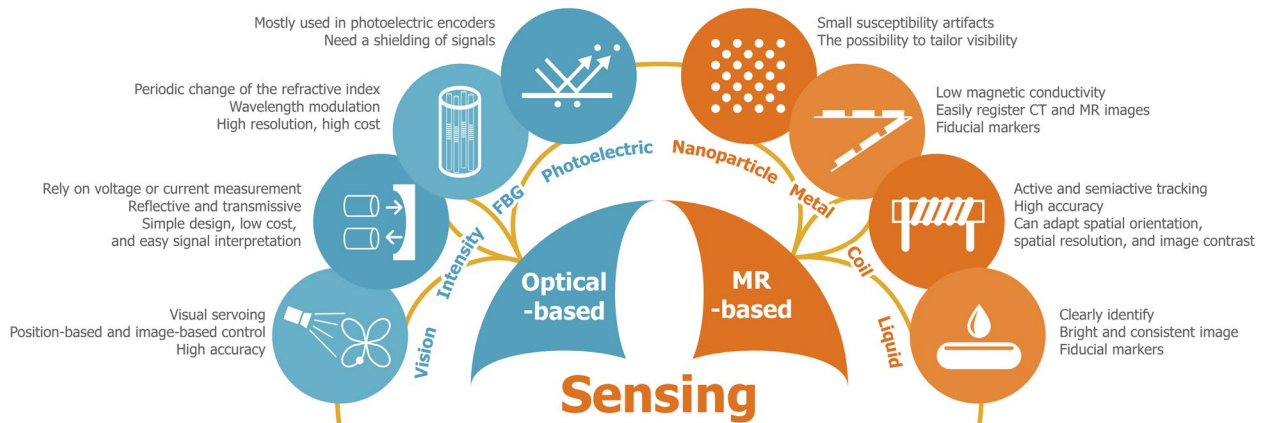 Mostly used in photoelectric encoders
Need a shielding of signals
Periodic change of the refractive index
Wavelength modulation
High resolution, high cost
Rely on voltage or current measurement
Reflective and transmissive
Simple design, low cost,
and easy signal interpretation
Visual servoing
Position-based and image-based control
High accuracy
Vision
Intensity
FBG
Photoelectric
Optical
-based
Small susceptibility artifacts
The possibility to tailor visibility
Low magnetic conductivity
Easily register CT and MR images
Fiducial markers
Active and semiactive tracking
High accuracy
Can adapt spatial orientation,
spatial resolution, and image contrast
Clearly identify
Bright and consistent image
Fiducial markers
Nanoparticle
Metal
Coil
Liquid
MR
-based
Sensing